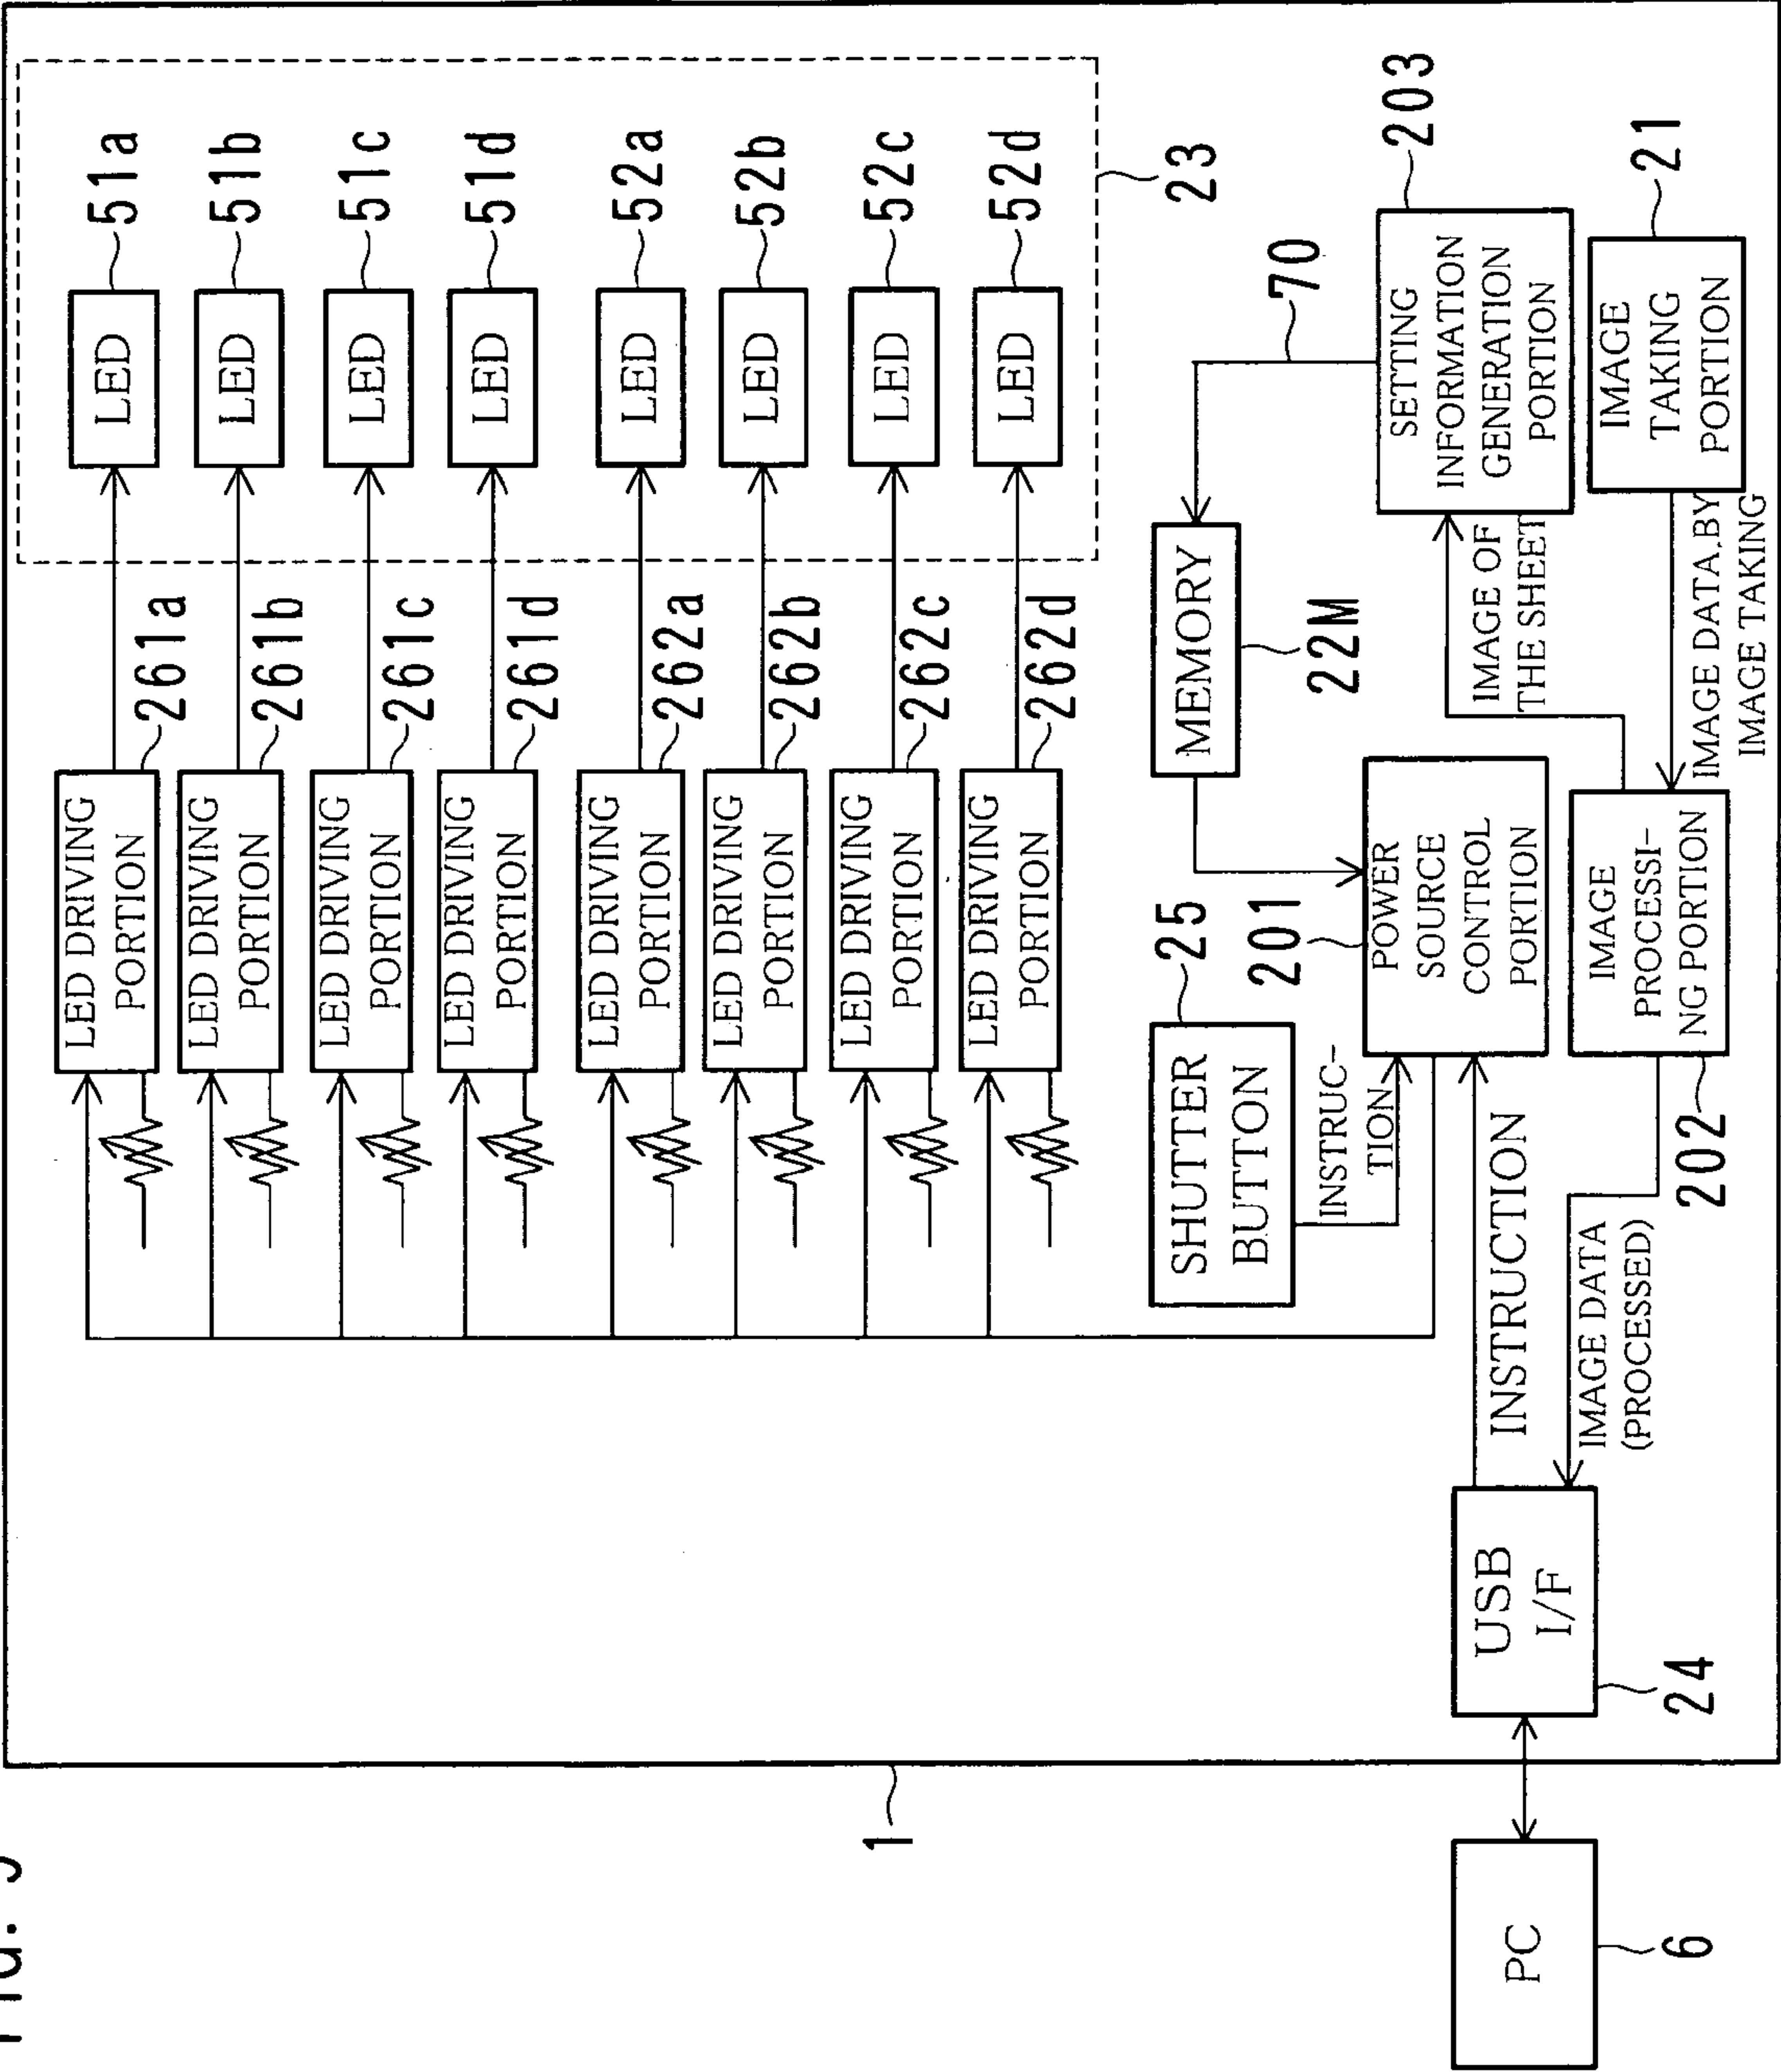 LED DRIVING
PORTION
261a
LED
51a
LED DRIVING
PORTION
261b
LED
51b
LED DRIVING
PORTION
261c
LED
51c
LED DRIVING
PORTION
261d
LED
51d
LED DRIVING
PORTION
262a
LED
52a
LED DRIVING
PORTION
262b
LED
52b
LED DRIVING
PORTION
262c
LED
52c
LED DRIVING
PORTION
262d
LED
52d
23
SHUTTER
BUTTON
25
INSTRUC-
TION
MEMORY
22M
70
201
POWER
SOURCE
CONTROL
PORTION
SETTING
INFORMATION
GENERATION
PORTION
203
IMAGE OF
THE SHEET
IMAGE
TAKING
PORTION
21
IMAGE DATA BY
IMAGE TAKING
IMAGE
PROCESSI-
NG PORTION
202
INSTRUCTION
IMAGE DATA
(PROCESSED)
USB
I/F
24
1
PC
6